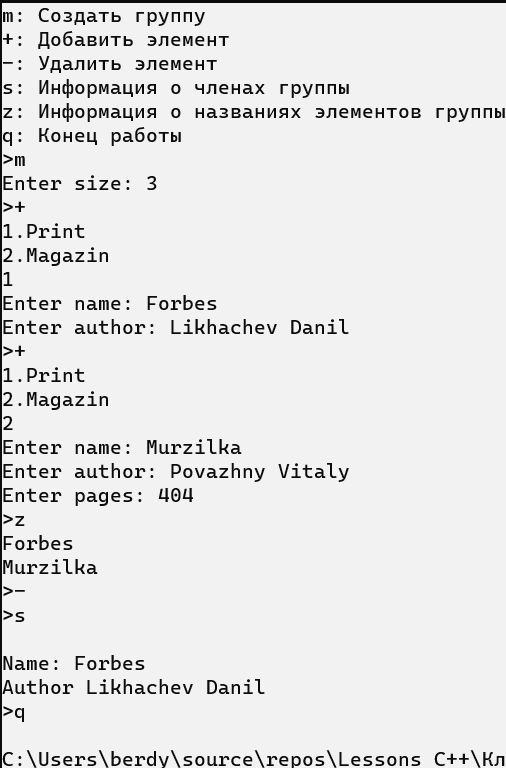 m: Создать группу
+: Добавить элемент
-: Удалить элемент
s: Информация о членах группы
z: Информация о названиях элементов группы
q: Конец работы
>m
Enter size: 3
>+
1.Print
2.Magazin
1
Enter name: Forbes
Enter author: Likhachev Danil
>+
1.Print
2.Magazin
2
Enter name: Murzilka
Enter author: Povazhny Vitaly
Enter pages: 404
>z
Forbes
Murzilka
>-
>s
Name: Forbes
Author Likhachev Danil
>q
C:\Users\berdy\source\repos\Lessons C++\Кл